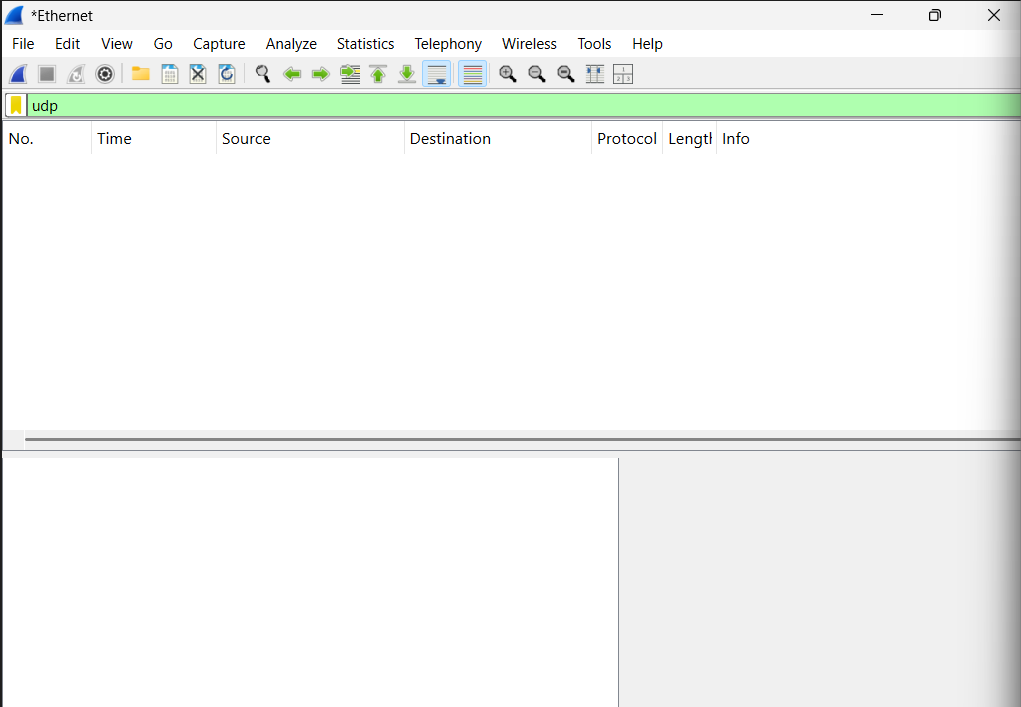 *Ethernet
File Edit View Go Capture Analyze Statistics Telephony Wireless Tools Help
udp
No. Time Source Destination Protocol Lengtl Info